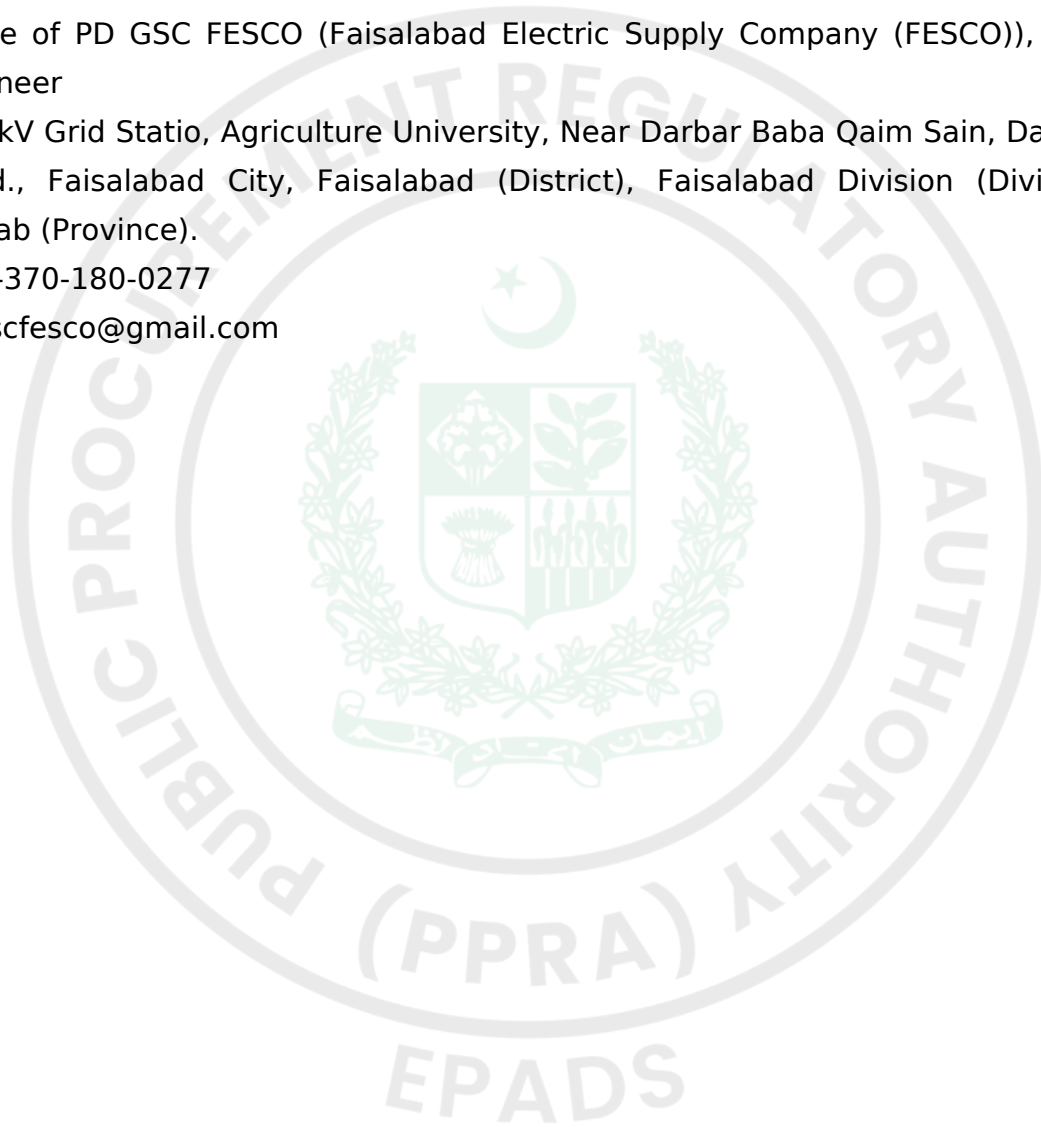 e of PD GSC FESCO (Faisalabad Electric Supply Company (FESCO)),
neer
kV Grid Statio, Agriculture University, Near Darbar Baba Qaim Sain, Da
d., Faisalabad City, Faisalabad (District), Faisalabad Division (Divi
ab (Province).
-370-180-0277
scfesco@gmail.com
PUBLIC PROCUREMENT REGULATORY AUTHORITY
(PPRA)
EPADS